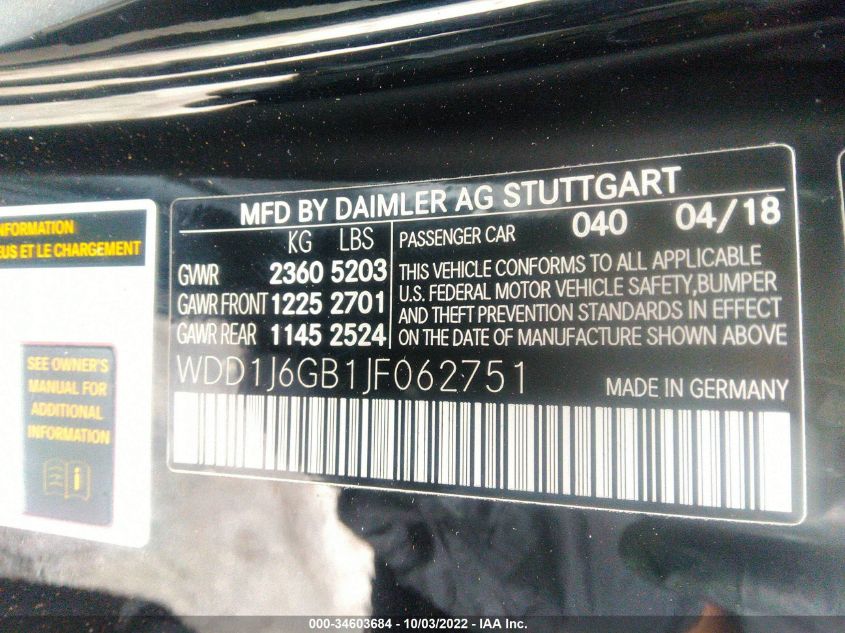 NFORMATION
EUS ET LE CHARGEMENT
SEE OWNER'S
MANUAL FOR
ADDITIONAL
INFORMATION
MFD BY DAIMLER AG STUTTGART
KG LBS
GVWR 2360 5203
GAWR FRONT 1225 2701
GAWR REAR 1145 2524
PASSENGER CAR 040 04/18
THIS VEHICLE CONFORMS TO ALL APPLICABLE
U.S. FEDERAL MOTOR VEHICLE SAFETY,BUMPER
AND THEFT PREVENTION STANDARDS IN EFFECT
ON THE DATE OF MANUFACTURE SHOWN ABOVE
WDD1J6GB1JF062751
MADE IN GERMANY
000-34603684 - 10/03/2022 - IAA Inc.